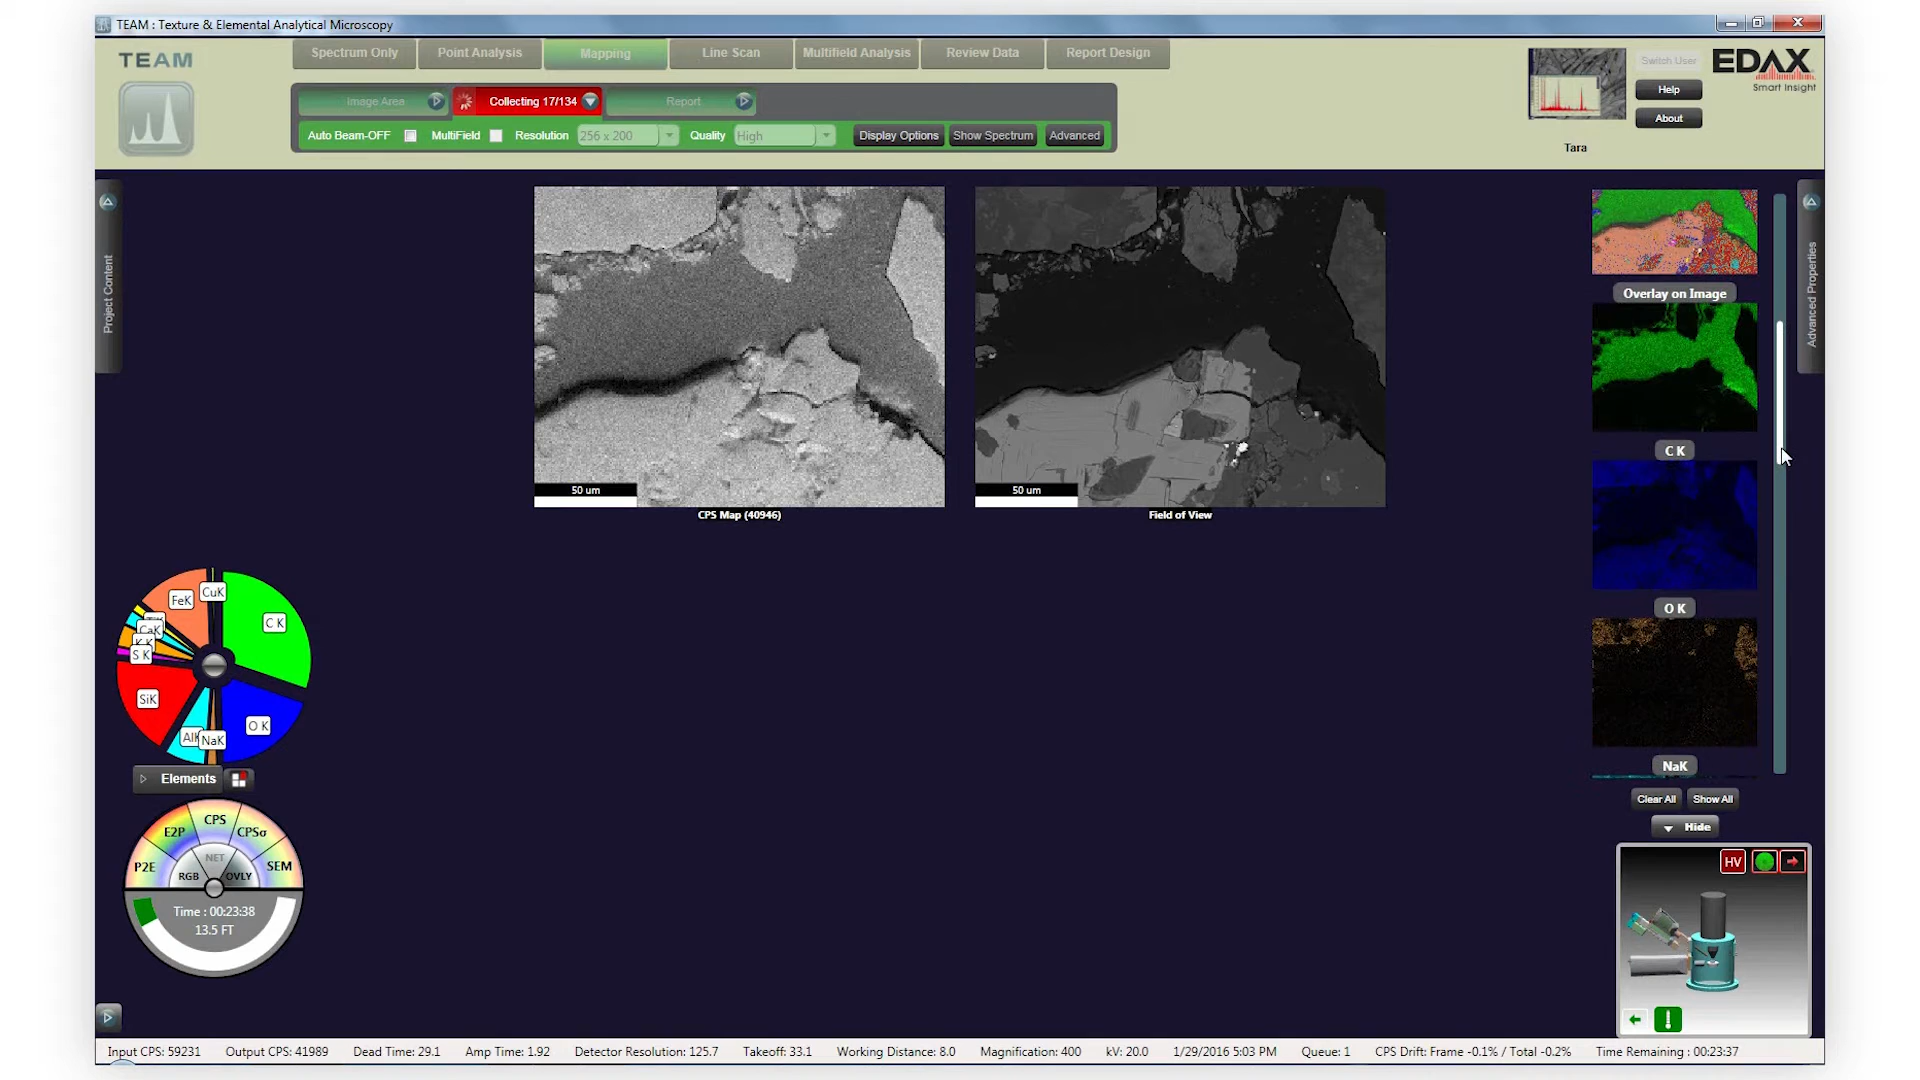 TEAM : Texture & Elemental Analytical Microscopy
TEAM
Spectrum Only
Point Analysis
Mapping
Line Scan
Multifield Analysis
Review Data
Report Design
Image Area
Collecting 17/134
Report
Auto Beam-OFF
MultiField
Resolution
256 x 200
Quality
High
Display Options
Show Spectrum
Advanced
Switch User
Help
About
EDAX
Smart Insight
Tara
Project Content
Advanced Properties
50 um
CPS Map (40946)
50 um
Field of View
Overlay on Image
C K
O K
NaK
Clear All
Show All
Hide
HV
FeK
CuK
C K
CaK
K K
S K
SiK
AlK
NaK
O K
Elements
P2E
E2P
CPS
CPSσ
SEM
NET
RGB
OVLY
Time : 00:23:38
13.5 FT
Input CPS: 59231
Output CPS: 41989
Dead Time: 29.1
Amp Time: 1.92
Detector Resolution: 125.7
Takeoff: 33.1
Working Distance: 8.0
Magnification: 400
kV: 20.0
1/29/2016 5:03 PM
Queue: 1
CPS Drift: Frame -0.1% / Total -0.2%
Time Remaining : 00:23:37